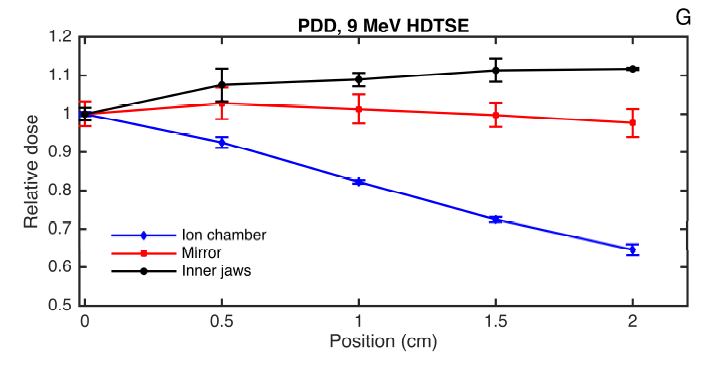 G
PDD, 9 MeV HDTSE
1.2
1.1
1
0.9
0.8
0.7
0.6
0.5
Relative dose
Ion chamber
Mirror
Inner jaws
0 0.5 1 1.5 2
Position (cm)